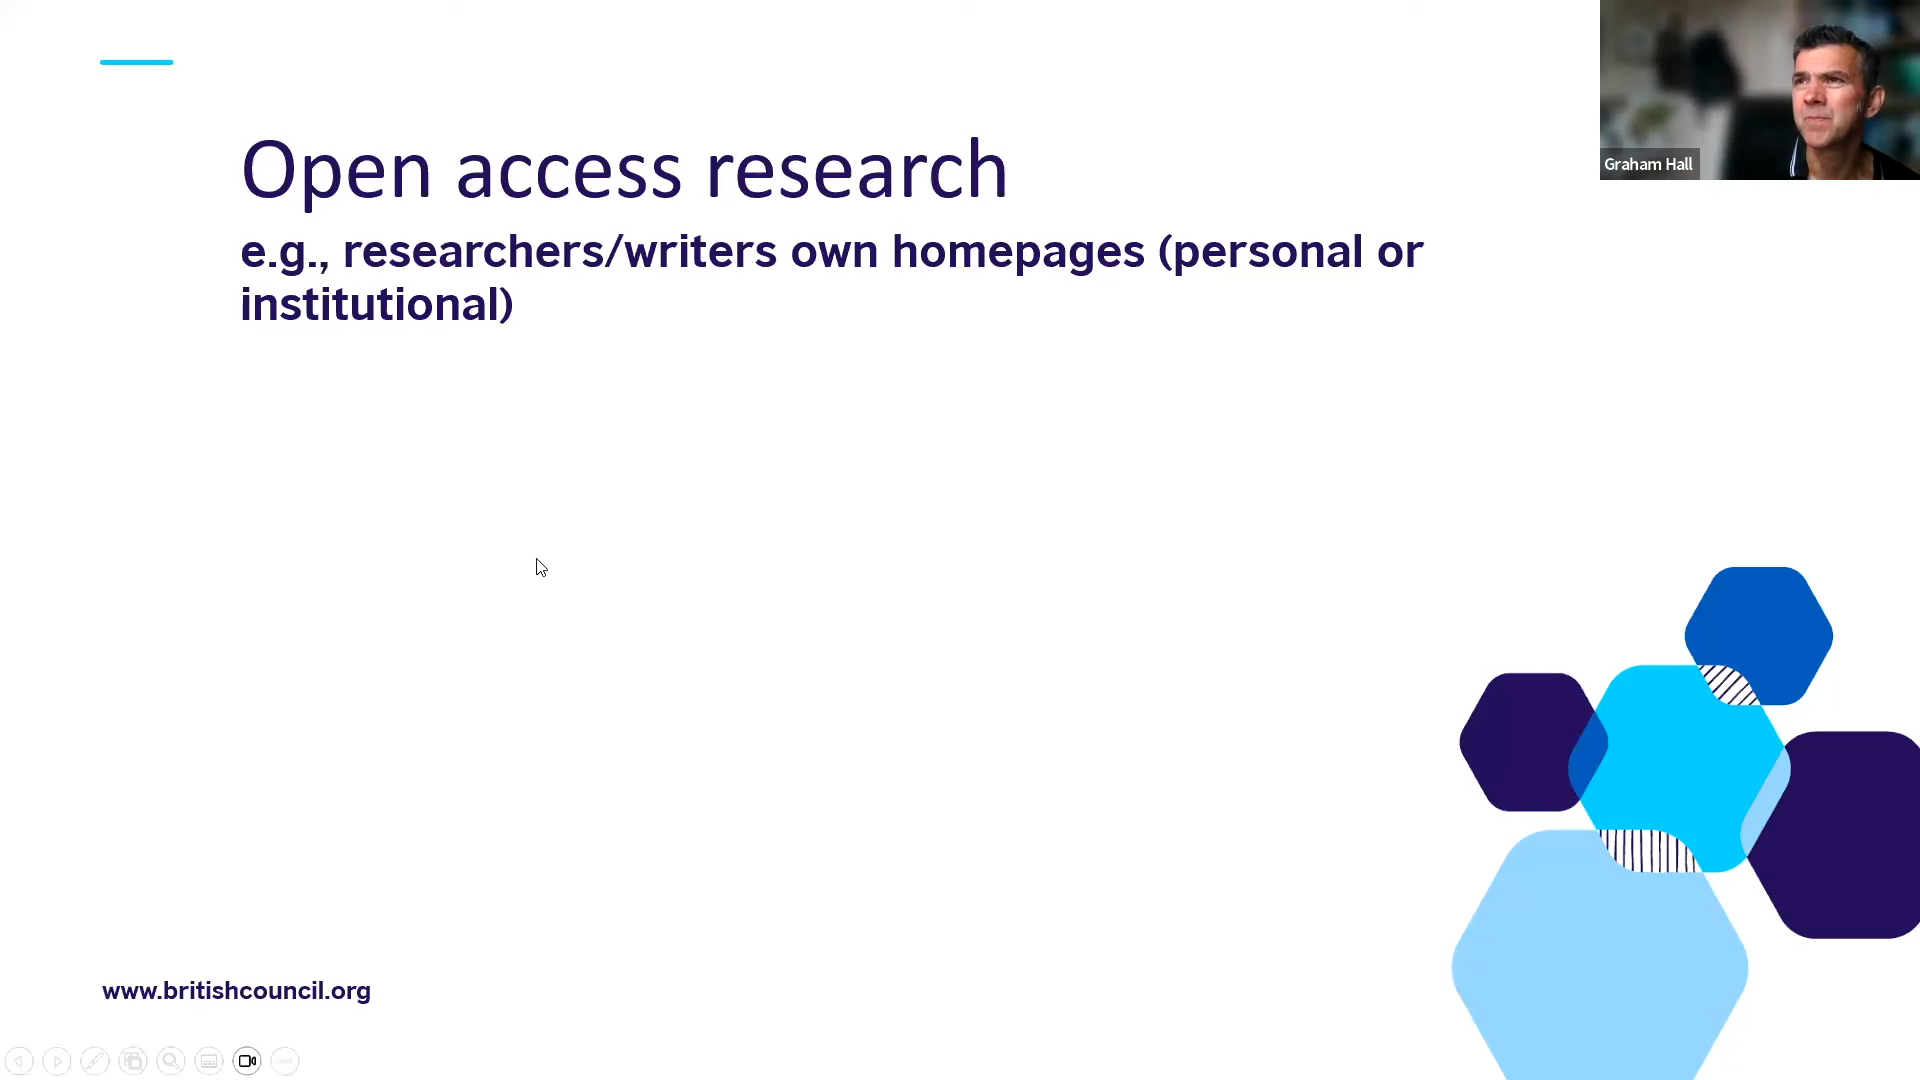 Open access research
e.g., researchers/writers own homepages (personal or
institutional)
Graham Hall
www.britishcouncil.org